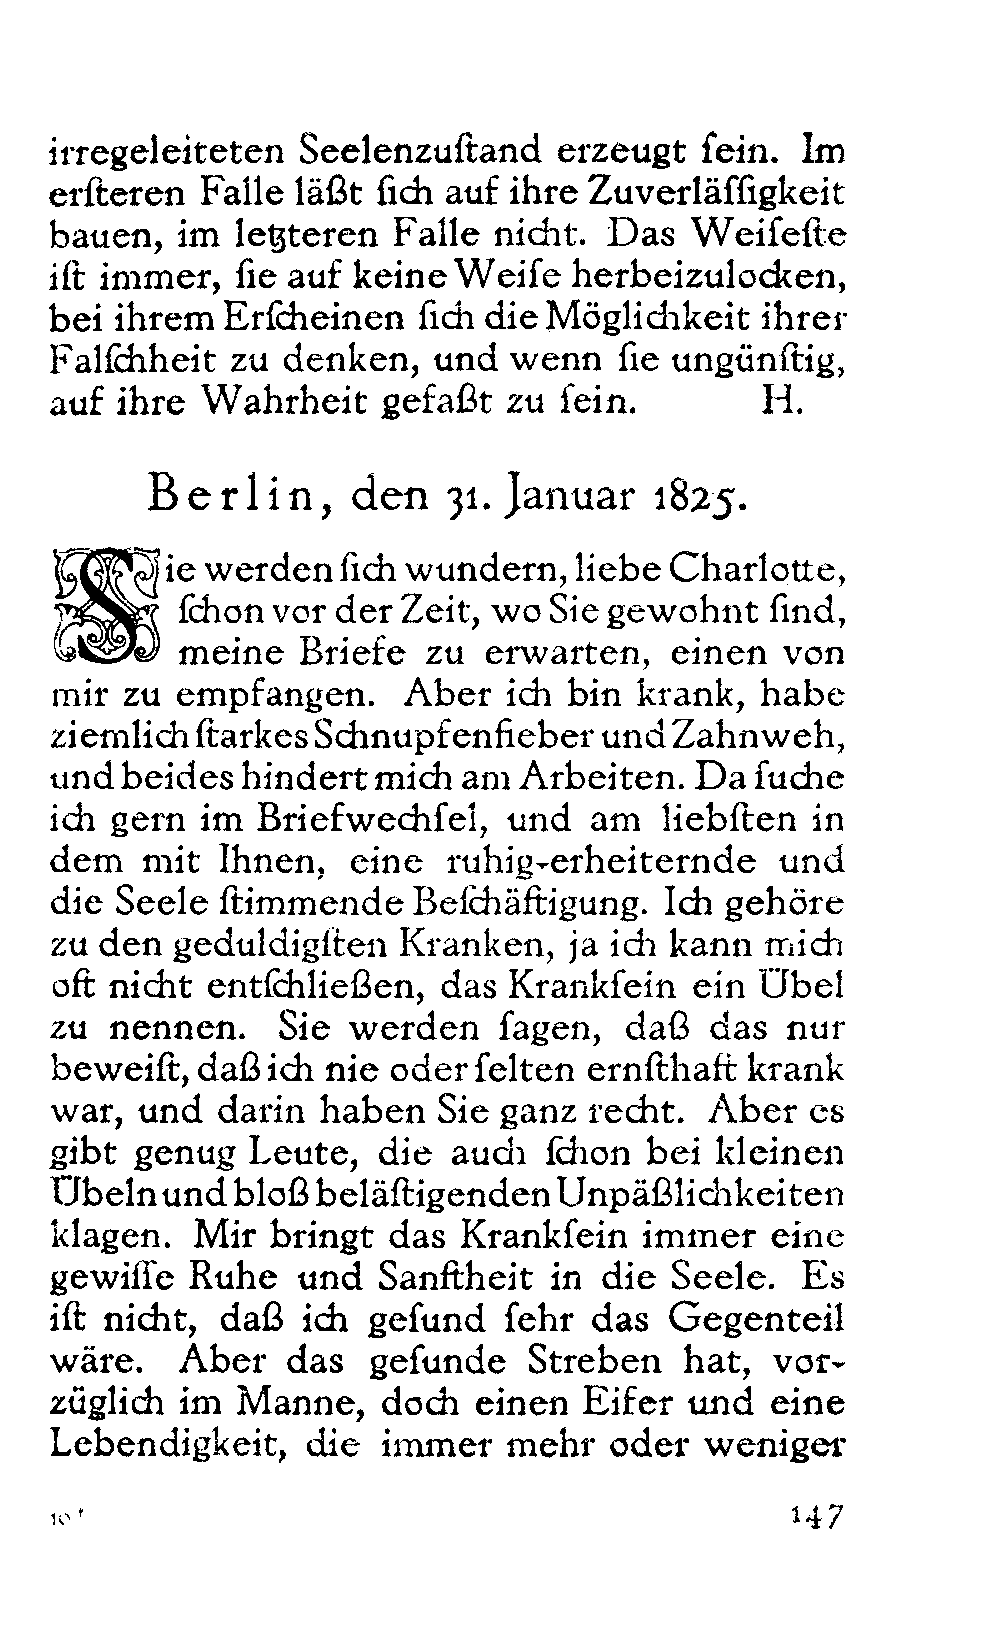 irregeleiteten Seelenzuſtand erzeugt ſein. Im
erſteren Falle läßt ſich auf ihre Zuverläſſigkeit
bauen, im letzteren Falle nicht. Das Weiſeſte
iſt immer, ſie auf keine Weiſe herbeizulocken,
bei ihrem Erſcheinen ſich die Möglichkeit ihrer
Falſchheit zu denken, und wenn ſie ungünſtig,
auf ihre Wahrheit gefaßt zu ſein. H.
Berlin, den 31. Januar 1825.
Sie werden ſich wundern, liebe Charlotte,
ſchon vor der Zeit, wo Sie gewohnt ſind,
meine Briefe zu erwarten, einen von
mir zu empfangen. Aber ich bin krank, habe
ziemlich ſtarkes Schnupfenfieber und Zahnweh,
und beides hindert mich am Arbeiten. Da ſuche
ich gern im Briefwechſel, und am liebſten in
dem mit Ihnen, eine ruhig-erheiternde und
die Seele ſtimmende Beſchäftigung. Ich gehöre
zu den geduldigſten Kranken, ja ich kann mich
oft nicht entſchließen, das Krankſein ein Übel
zu nennen. Sie werden ſagen, daß das nur
beweiſt, daß ich nie oder ſelten ernſthaft krank
war, und darin haben Sie ganz recht. Aber es
gibt genug Leute, die auch ſchon bei kleinen
Übeln und bloß beläſtigenden Unpäßlichkeiten
klagen. Mir bringt das Krankſein immer eine
gewiſſe Ruhe und Sanftheit in die Seele. Es
iſt nicht, daß ich geſund ſehr das Gegenteil
wäre. Aber das geſunde Streben hat, vor-
züglich im Manne, doch einen Eifer und eine
Lebendigkeit, die immer mehr oder weniger
10* 147